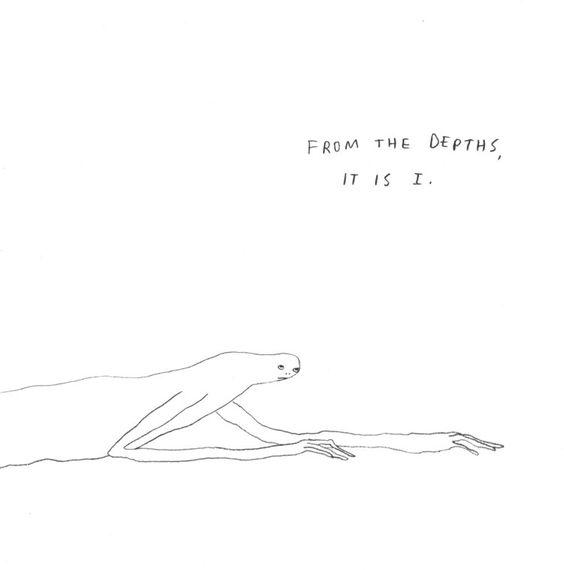 FROM THE DEPTHS,
IT IS I.